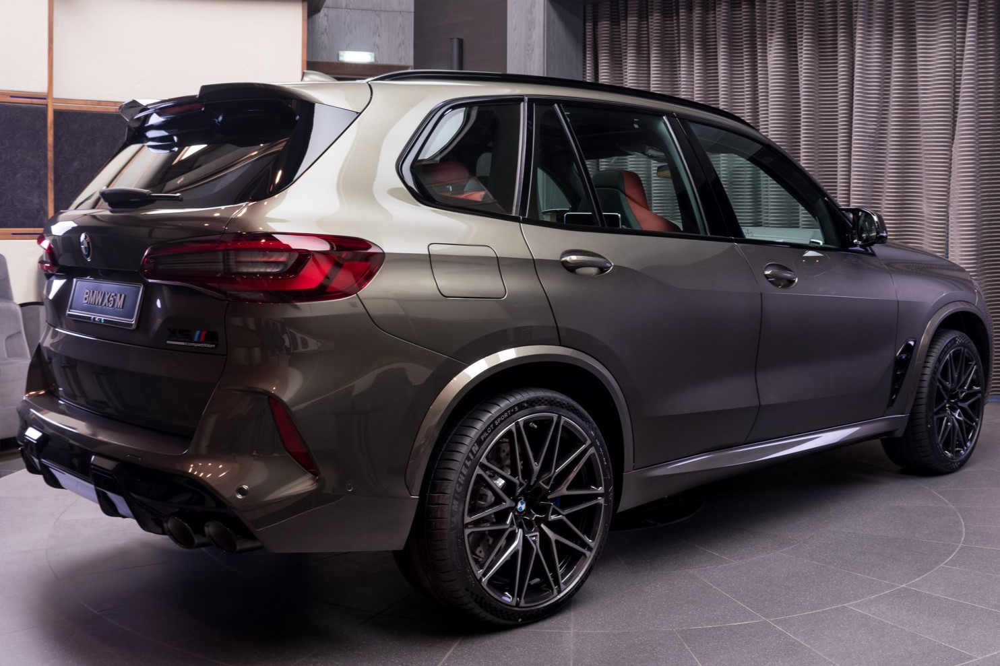 BMW X5 M
X5 M
competition
MICHELIN PILOT SPORT 4 S